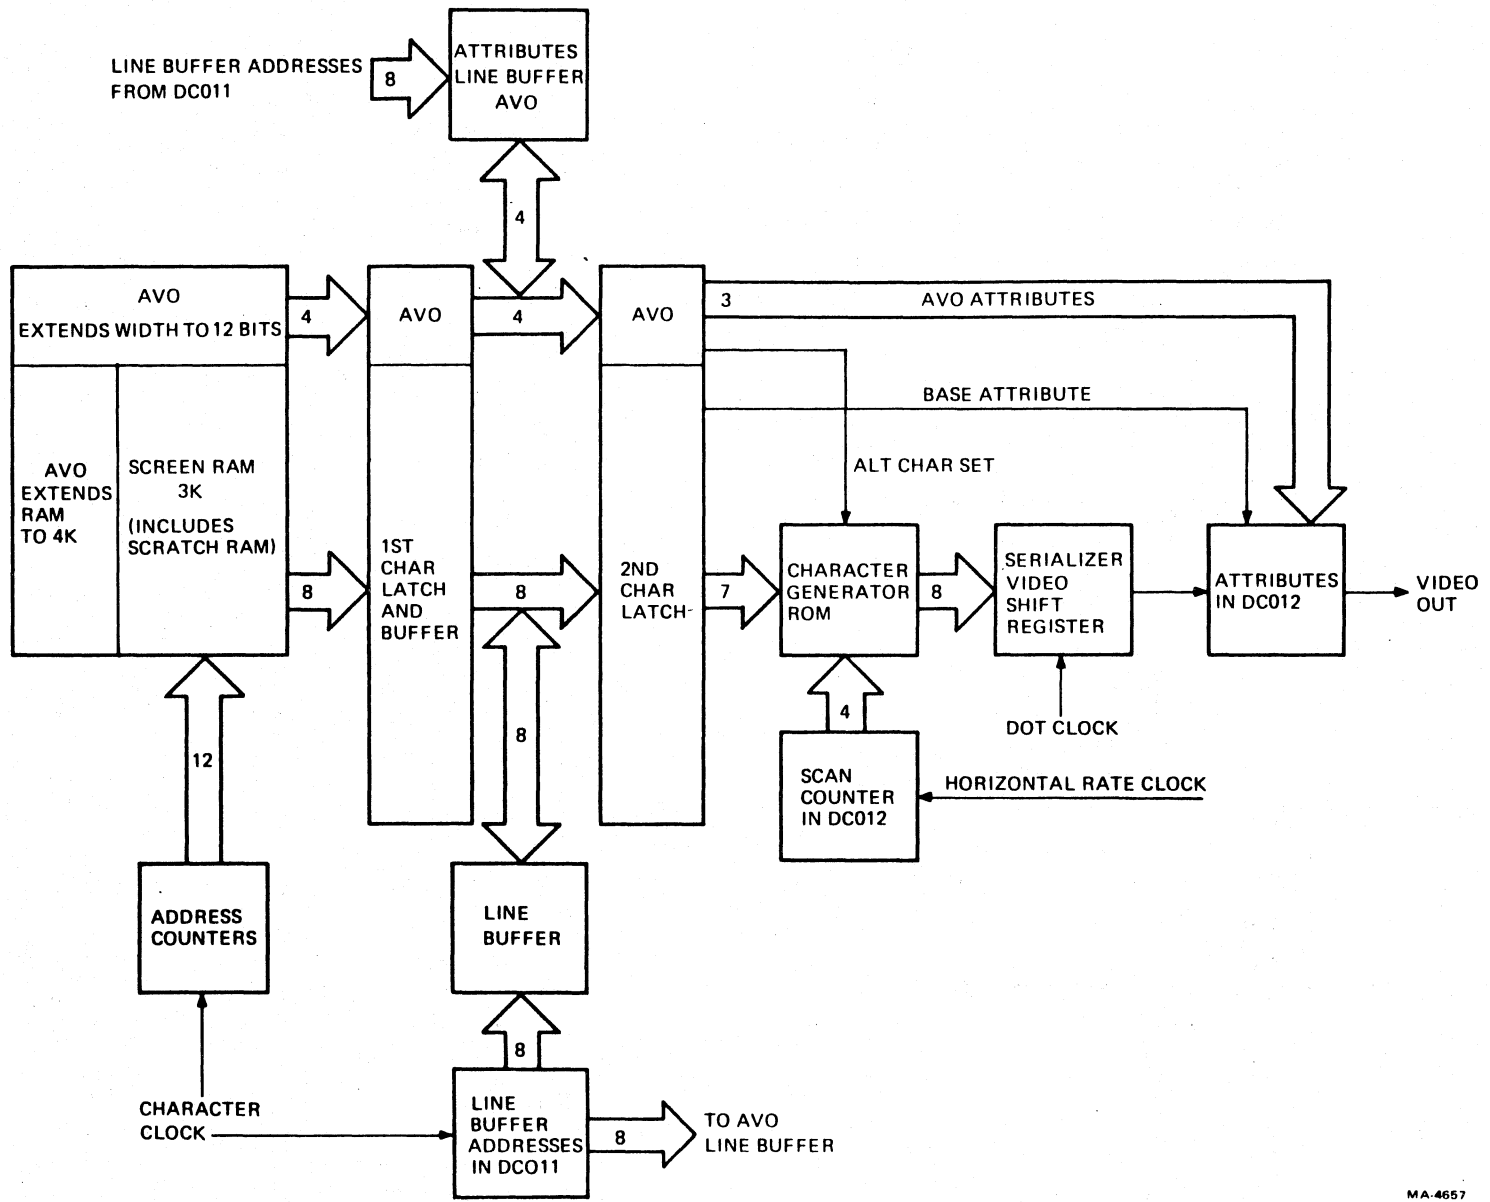 LINE BUFFER ADDRESSES
FROM DC011
8
ATTRIBUTES
LINE BUFFER
AVO
4
AVO
EXTENDS WIDTH TO 12 BITS
4
AVO
4
AVO
3
AVO ATTRIBUTES
BASE ATTRIBUTE
ALT CHAR SET
AVO
EXTENDS
RAM
TO 4K
SCREEN RAM
3K
(INCLUDES
SCRATCH RAM)
8
1ST
CHAR
LATCH
AND
BUFFER
8
2ND
CHAR
LATCH
7
CHARACTER
GENERATOR
ROM
8
SERIALIZER
VIDEO
SHIFT
REGISTER
ATTRIBUTES
IN DC012
VIDEO
OUT
12
8
4
DOT CLOCK
SCAN
COUNTER
IN DC012
HORIZONTAL RATE CLOCK
ADDRESS
COUNTERS
LINE
BUFFER
8
CHARACTER
CLOCK
LINE
BUFFER
ADDRESSES
IN DC011
8
TO AVO
LINE BUFFER
MA-4657